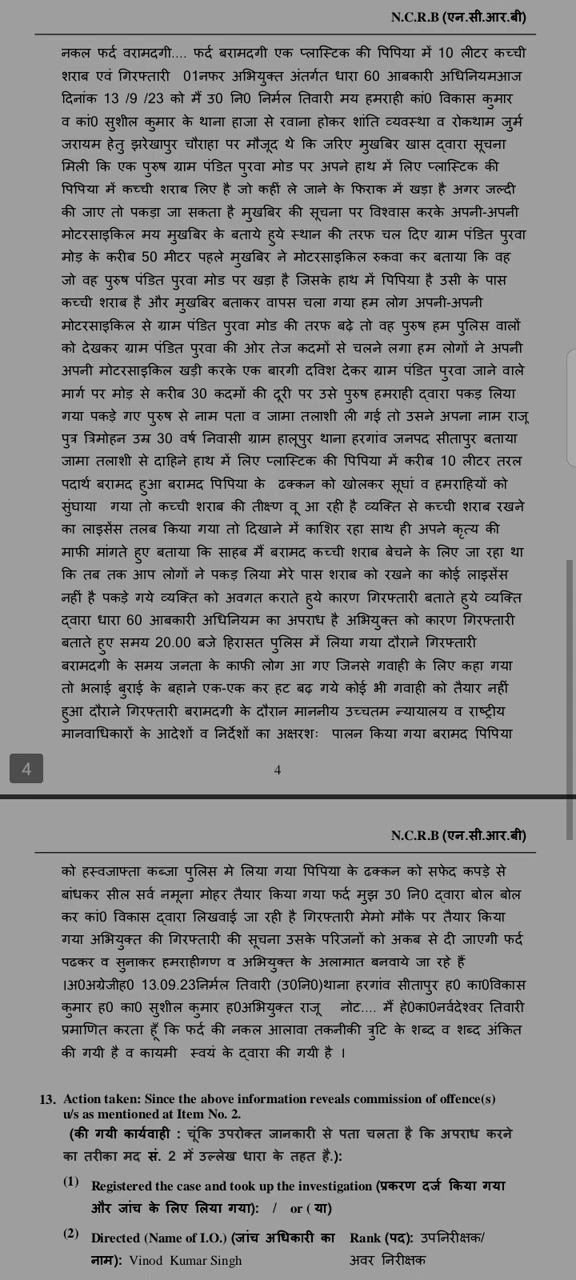 N.C.R.B (एन.सी.आर.बी)
नकल फर्द वरामदगी.... फर्द बरामदगी एक प्लास्टिक की पिपिया में 10 लीटर कच्ची
शराब एवं गिरफ्तारी 01नफर अभियुक्त अंतर्गत धारा 60 आबकारी अधिनियमआज
दिनांक 13 /9 /23 को मैं उ0 नि0 निर्मल तिवारी मय हमराही कां0 विकास कुमार
व कां0 सुशील कुमार के थाना हाजा से रवाना होकर शांति व्यवस्था व रोकथाम जुर्म
जरायम हेतु झरेखापुर चौराहा पर मौजूद थे कि जरिए मुखबिर खास द्वारा सूचना
मिली कि एक पुरुष ग्राम पंडित पुरवा मोड पर अपने हाथ में लिए प्लास्टिक की
पिपिया में कच्ची शराब लिए है जो कहीं ले जाने के फिराक में खड़ा है अगर जल्दी
की जाए तो पकड़ा जा सकता है मुखबिर की सूचना पर विश्वास करके अपनी-अपनी
मोटरसाइकिल मय मुखबिर के बताये हुये स्थान की तरफ चल दिए ग्राम पंडित पुरवा
मोड़ के करीब 50 मीटर पहले मुखबिर ने मोटरसाइकिल रुकवा कर बताया कि वह
जो वह पुरुष पंडित पुरवा मोड पर खड़ा है जिसके हाथ में पिपिया है उसी के पास
कच्ची शराब है और मुखबिर बताकर वापस चला गया हम लोग अपनी-अपनी
मोटरसाइकिल से ग्राम पंडित पुरवा मोड की तरफ बढ़े तो वह पुरुष हम पुलिस वालों
को देखकर ग्राम पंडित पुरवा की ओर तेज कदमों से चलने लगा हम लोगों ने अपनी
अपनी मोटरसाइकिल खड़ी करके एक बारगी दविश देकर ग्राम पंडित पुरवा जाने वाले
मार्ग पर मोड़ से करीब 30 कदमों की दूरी पर उसे पुरुष हमराही द्वारा पकड़ लिया
गया पकड़े गए पुरुष से नाम पता व जामा तलाशी ली गई तो उसने अपना नाम राजू
पुत्र त्रिमोहन उम्र 30 वर्ष निवासी ग्राम हालूपुर थाना हरगांव जनपद सीतापुर बताया
जामा तलाशी से दाहिने हाथ में लिए प्लास्टिक की पिपिया में करीब 10 लीटर तरल
पदार्थ बरामद हुआ बरामद पिपिया के ढक्कन को खोलकर सूघां व हमराहियों को
सुंघाया गया तो कच्ची शराब की तीक्ष्ण वू आ रही है व्यक्ति से कच्ची शराब रखने
का लाइसेंस तलब किया गया तो दिखाने में काशिर रहा साथ ही अपने कृत्य की
माफी मांगते हुए बताया कि साहब मैं बरामद कच्ची शराब बेचने के लिए जा रहा था
कि तब तक आप लोगों ने पकड़ लिया मेरे पास शराब को रखने का कोई लाइसेंस
नहीं है पकड़े गये व्यक्ति को अवगत कराते हुये कारण गिरफ्तारी बताते हुये व्यक्ति
द्वारा धारा 60 आबकारी अधिनियम का अपराध है अभियुक्त को कारण गिरफ्तारी
बताते हुए समय 20.00 बजे हिरासत पुलिस में लिया गया दौराने गिरफ्तारी
बरामदगी के समय जनता के काफी लोग आ गए जिनसे गवाही के लिए कहा गया
तो भलाई बुराई के बहाने एक-एक कर हट बढ़ गये कोई भी गवाही को तैयार नहीं
हुआ दौराने गिरफ्तारी बरामदगी के दौरान माननीय उच्चतम न्यायालय व राष्ट्रीय
मानवाधिकारों के आदेशों व निर्देशों का अक्षरशः पालन किया गया बरामद पिपिया
4
4
N.C.R.B (एन.सी.आर.बी)
को हस्वजाफ्ता कब्जा पुलिस मे लिया गया पिपिया के ढक्कन को सफेद कपड़े से
बांधकर सील सर्व नमूना मोहर तैयार किया गया फर्द मुझ उ0 नि0 द्वारा बोल बोल
कर कां0 विकास द्वारा लिखवाई जा रही है गिरफ्तारी मेमो मौके पर तैयार किया
गया अभियुक्त की गिरफ्तारी की सूचना उसके परिजनों को अकब से दी जाएगी फर्द
पढकर व सुनाकर हमराहीगण व अभियुक्त के अलामात बनवाये जा रहे हैं
।अ0अग्रेजीह0 13.09.23निर्मल तिवारी (उ0नि0)थाना हरगांव सीतापुर ह0 का0विकास
कुमार ह0 का0 सुशील कुमार ह0अभियुक्त राजू नोट.... मैं हे0का0नर्वदेश्वर तिवारी
प्रमाणित करता हूँ कि फर्द की नकल आलावा तकनीकी त्रुटि के शब्द व शब्द अंकित
की गयी है व कायमी स्वयं के द्वारा की गयी है ।
13. Action taken: Since the above information reveals commission of offence(s)
u/s as mentioned at Item No. 2.
(की गयी कार्यवाही : चूंकि उपरोक्त जानकारी से पता चलता है कि अपराध करने
का तरीका मद सं. 2 में उल्लेख धारा के तहत है.):
(1) Registered the case and took up the investigation (प्रकरण दर्ज किया गया
और जांच के लिए लिया गया): / or ( या)
(2) Directed (Name of I.O.) (जांच अधिकारी का Rank (पद): उपनिरीक्षक/
नाम): Vinod Kumar Singh अवर निरीक्षक